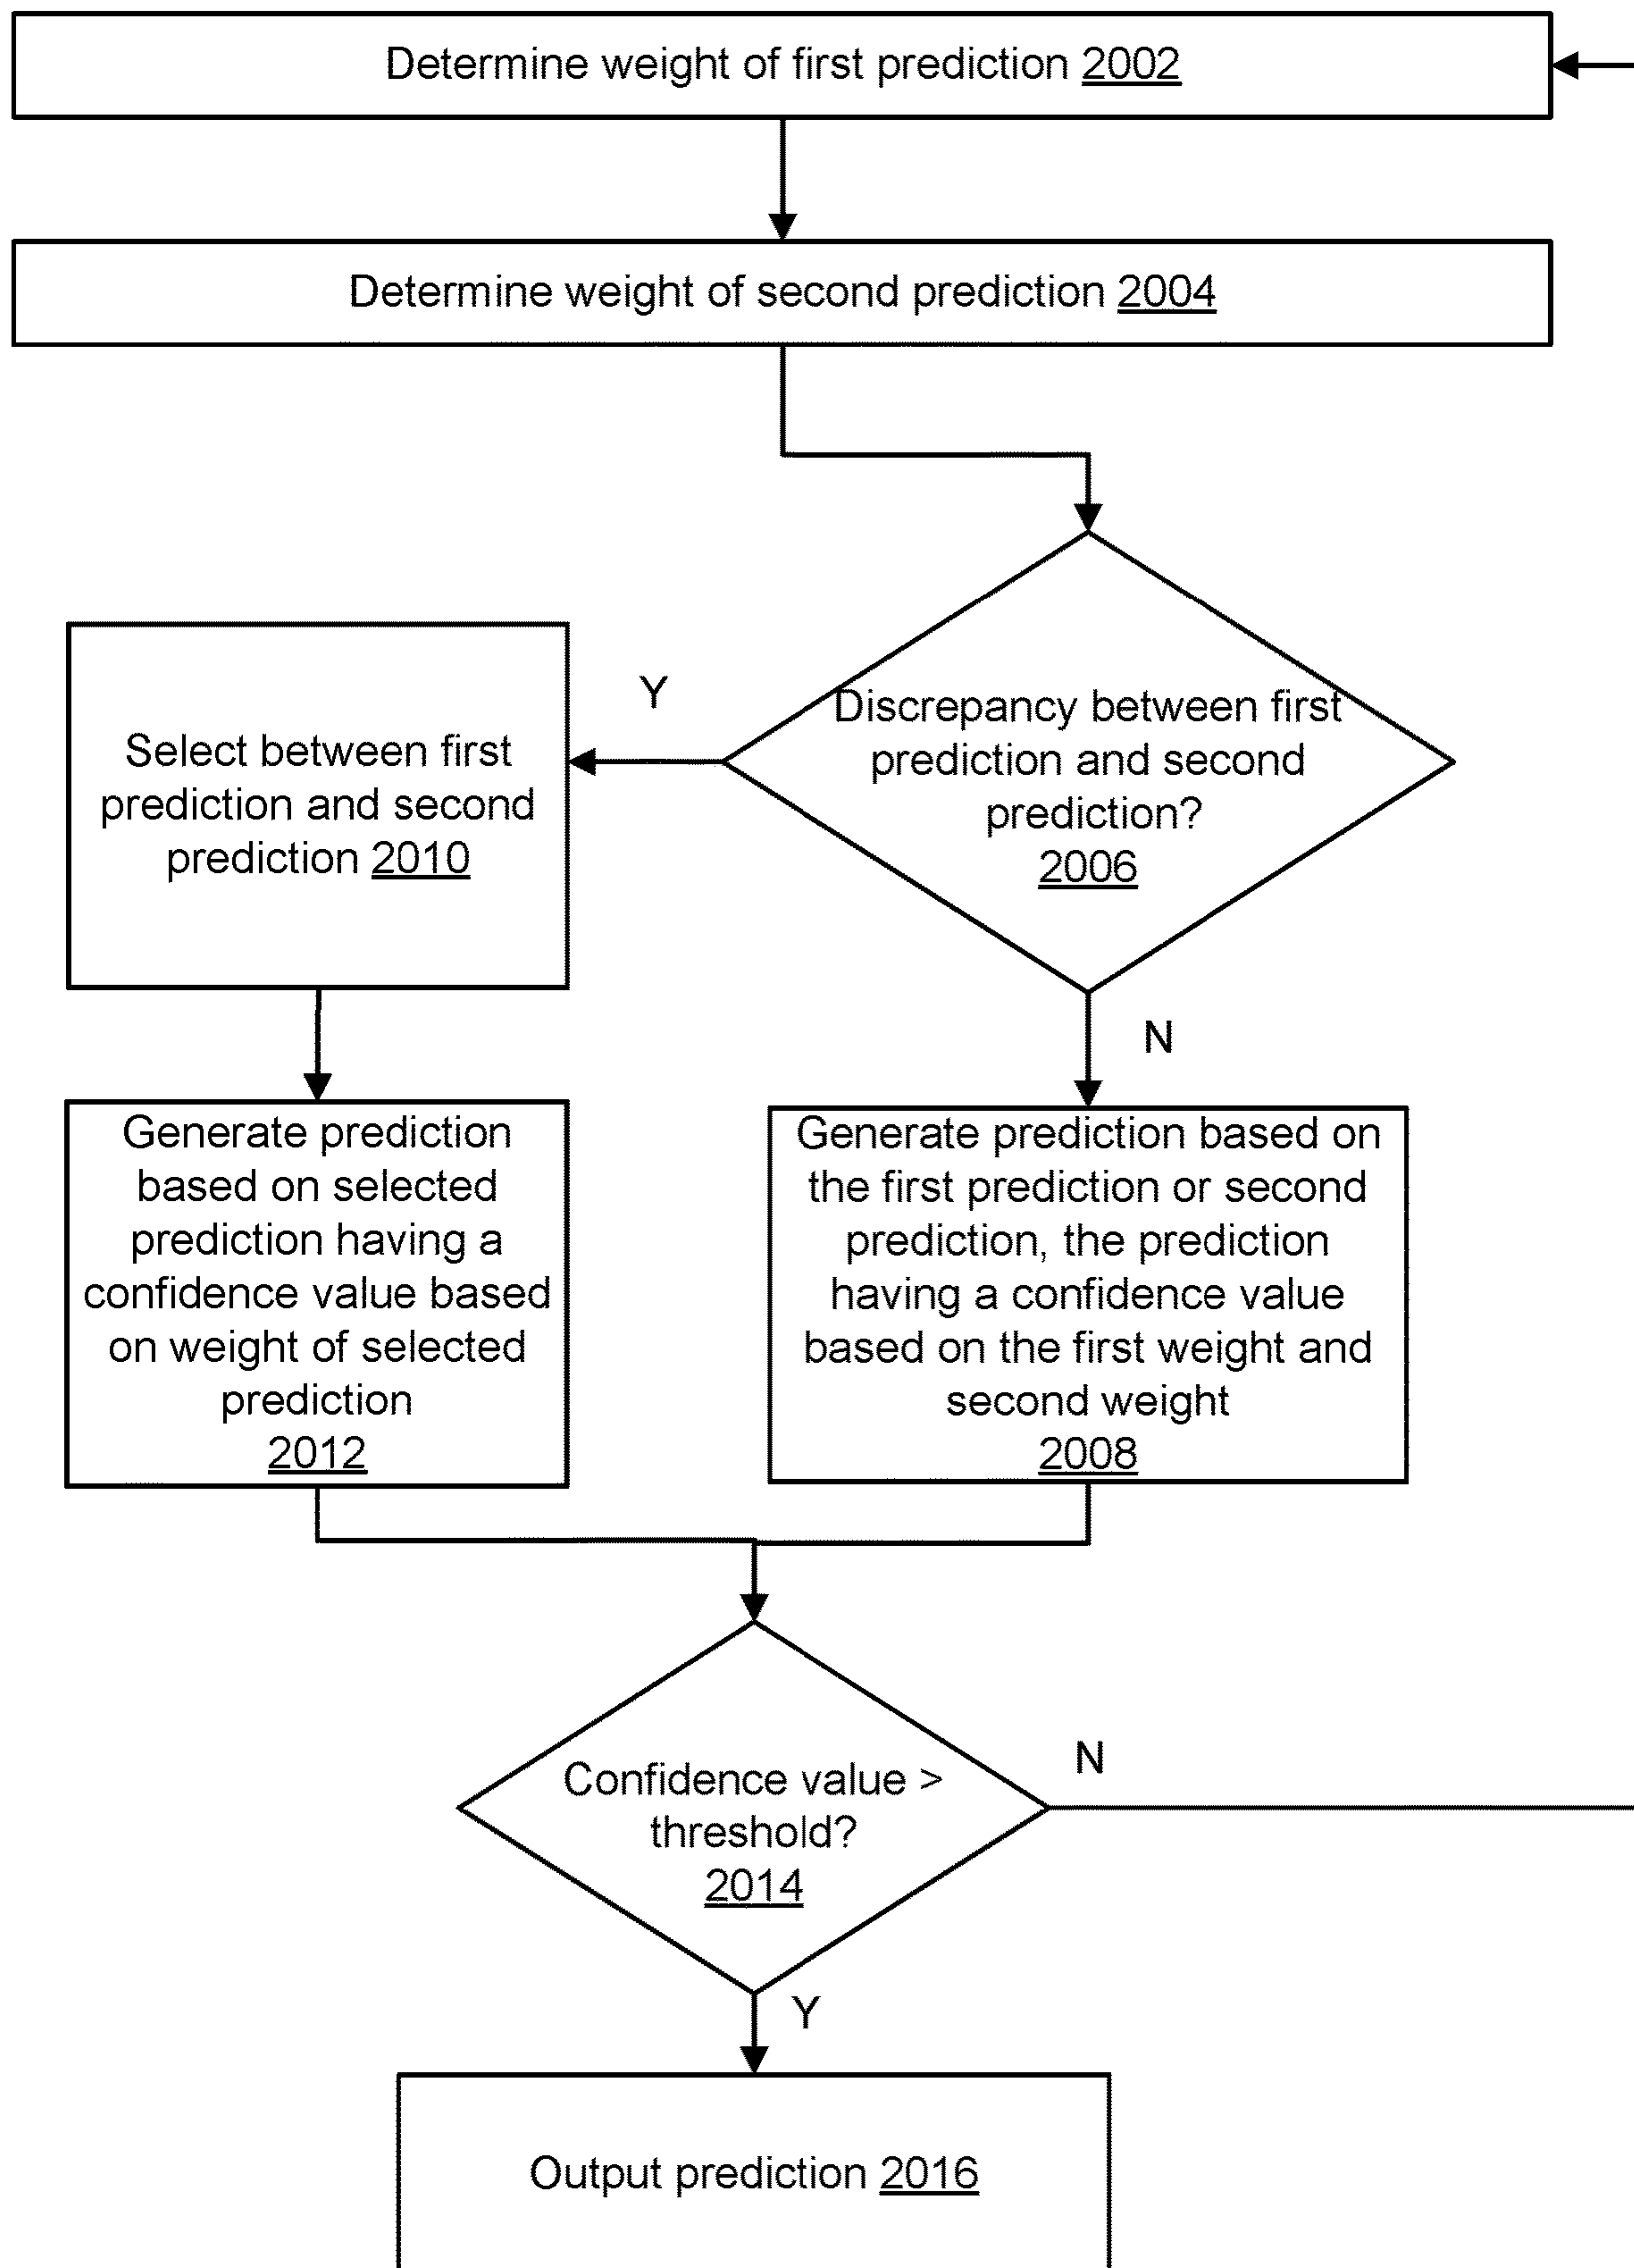 Determine weight of first prediction 2002
Determine weight of second prediction 2004
Discrepancy between first
prediction and second
prediction?
2006
Y
Select between first
prediction and second
prediction 2010
N
Generate prediction
based on selected
prediction having a
confidence value based
on weight of selected
prediction
2012
Generate prediction based on
the first prediction or second
prediction, the prediction
having a confidence value
based on the first weight and
second weight
2008
Confidence value >
threshold?
2014
N
Y
Output prediction 2016